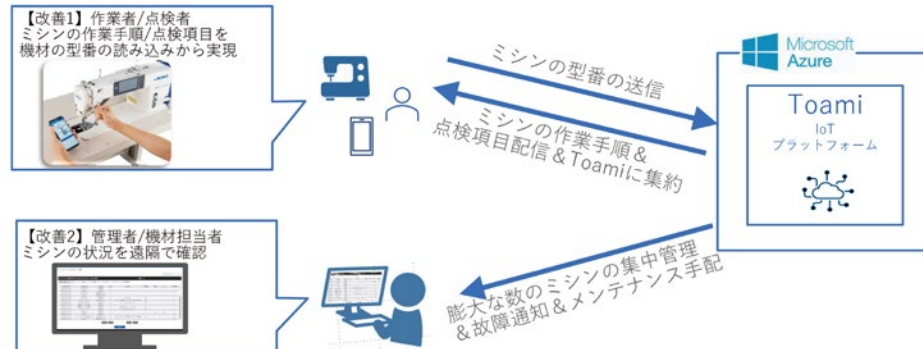 【改善1】作業者/点検者
ミシンの作業手順/点検項目を
機材の型番の読み込みから実現
ミシンの型番の送信
ミシンの作業手順&
点検項目配信&Toamiに集約
Microsoft
Azure
Toami
IoT
プラットフォーム
【改善2】管理者/機材担当者
ミシンの状況を遠隔で確認
膨大な数のミシンの集中管理
&故障通知&メンテナンス手配